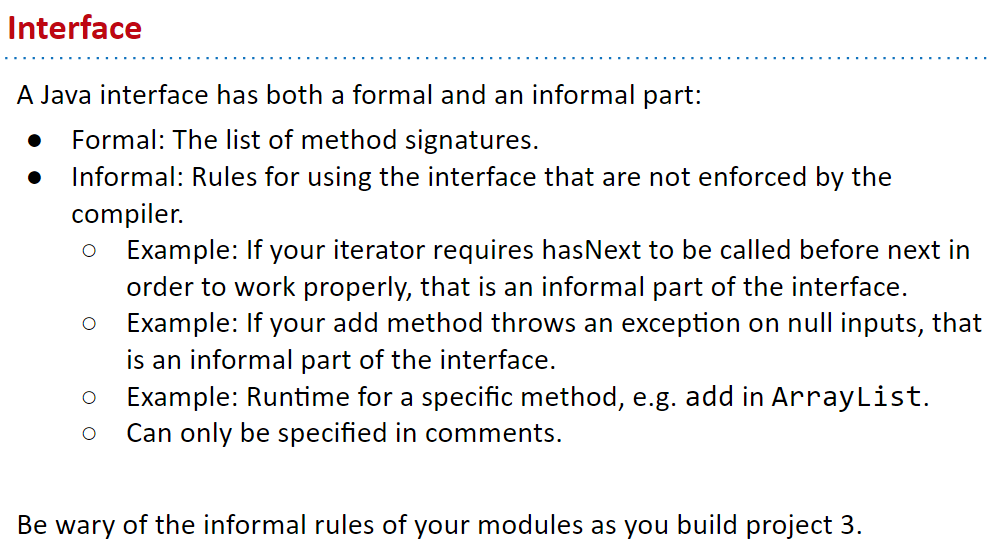 Interface
A Java interface has both a formal and an informal part:
● Formal: The list of method signatures.
● Informal: Rules for using the interface that are not enforced by the
compiler.
○ Example: If your iterator requires hasNext to be called before next in
order to work properly, that is an informal part of the interface.
○ Example: If your add method throws an exception on null inputs, that
is an informal part of the interface.
○ Example: Runtime for a specific method, e.g. add in ArrayList.
○ Can only be specified in comments.
Be wary of the informal rules of your modules as you build project 3.